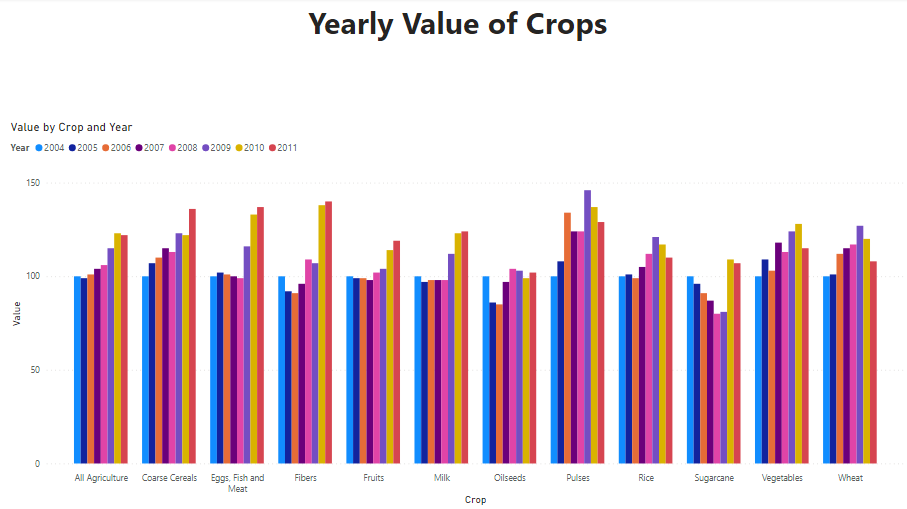 Yearly Value of Crops
Value by Crop and Year
Year 2004 2005 2006 2007 2008 2009 2010 2011
150
100
50
0
Value
All Agriculture Coarse Cereals Eggs, Fish and Fibers Fruits Milk Oilseeds Pulses Rice Sugarcane Vegetables Wheat
Meat
Crop